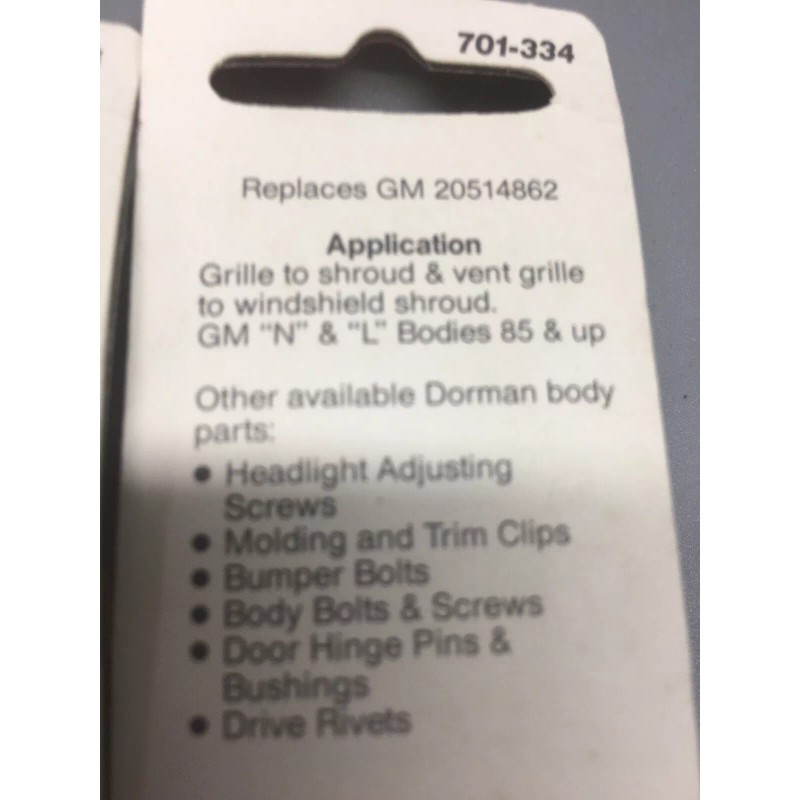 701-334
Replaces GM 20514862
Application
Grille to shroud & vent grille
to windshield shroud.
GM "N" & "L" Bodies 85 & up
Other available Dorman body
parts:
● Headlight Adjusting
Screws
● Molding and Trim Clips
● Bumper Bolts
● Body Bolts & Screws
● Door Hinge Pins &
Bushings
● Drive Rivets